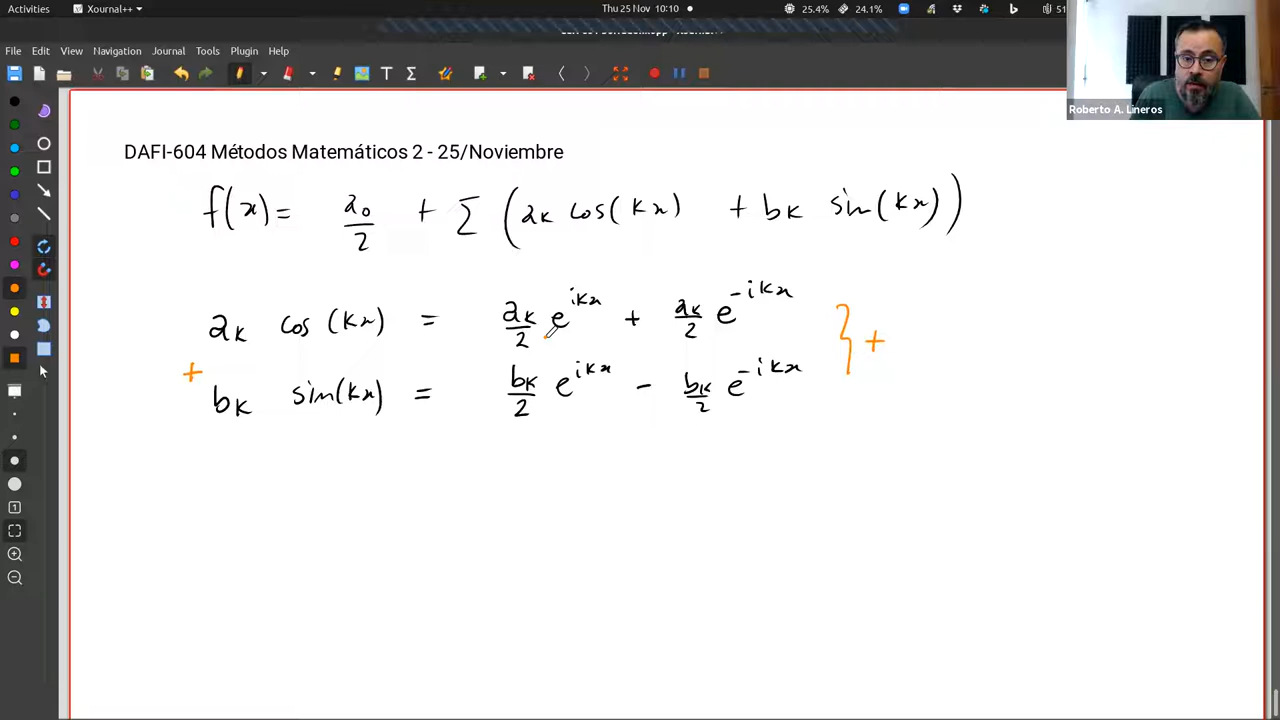 Activities Xournal++ Thu 25 Nov 10:10 25.4% 24.1%
File Edit View Navigation Journal Tools Plugin Help
Roberto A. Lineros
DAFI-604 Métodos Matemáticos 2 - 25/Noviembre
f(x) = a₀/2 + Σ (aₖ cos(kx) + bₖ sin(kx))
aₖ cos(kx) = aₖ/2 e^{ikx} + aₖ/2 e^{-ikx} } +
+
bₖ sin(kx) = bₖ/2 e^{ikx} - bₖ/2 e^{-ikx}